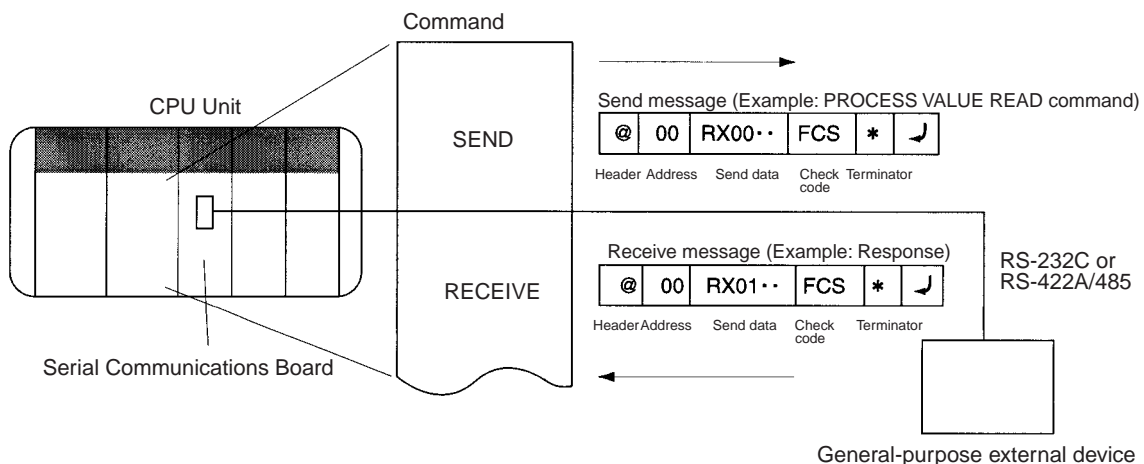 Command
CPU Unit
SEND
Send message (Example: PROCESS VALUE READ command)
@ 00 RX00·· FCS * ↲
Header Address Send data Check code Terminator
Receive message (Example: Response)
RECEIVE
@ 00 RX01·· FCS * ↲
Header Address Send data Check code Terminator
RS-232C or
RS-422A/485
Serial Communications Board
General-purpose external device